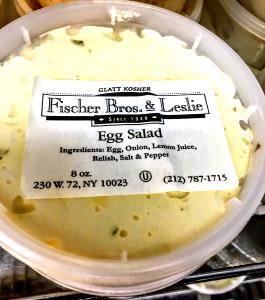 GLATT KOSHER
Fischer Bros. & Leslie
SINCE 1949
Egg Salad
Ingredients: Egg, Onion, Lemon Juice,
Relish, Salt & Pepper
8 oz.
230 W. 72, NY 10023 U (212) 787-1715